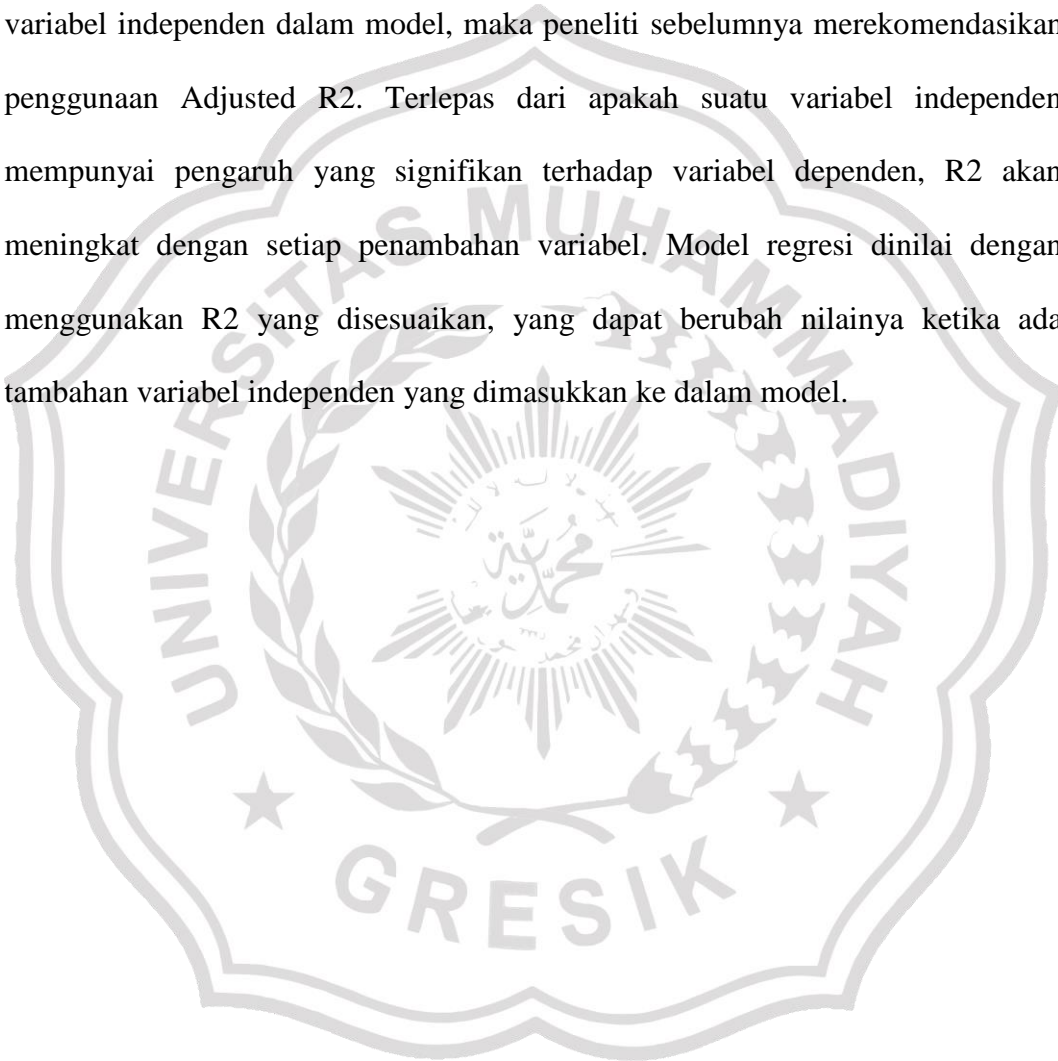 variabel independen dalam model, maka peneliti sebelumnya merekomendasikan
penggunaan Adjusted R2. Terlepas dari apakah suatu variabel independen
mempunyai pengaruh yang signifikan terhadap variabel dependen, R2 akan
meningkat dengan setiap penambahan variabel. Model regresi dinilai dengan
menggunakan R2 yang disesuaikan, yang dapat berubah nilainya ketika ada
tambahan variabel independen yang dimasukkan ke dalam model.
UNIVERSITAS MUHAMMADIYAH
GRESIK